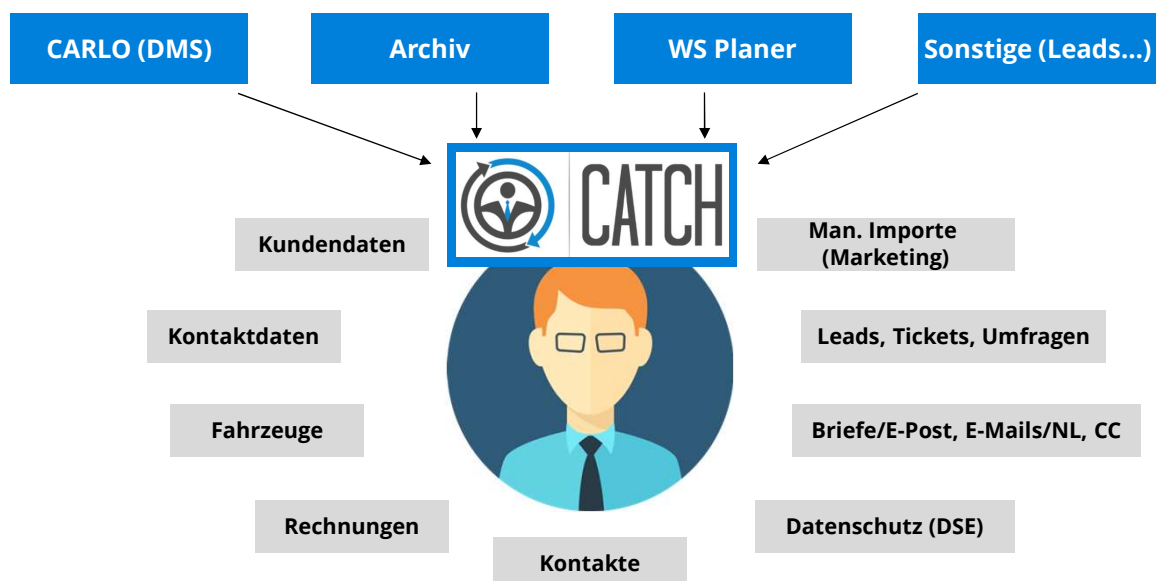 CARLO (DMS)
Archiv
WS Planer
Sonstige (Leads...)
CATCH
Kundendaten
Man. Importe
(Marketing)
Kontaktdaten
Leads, Tickets, Umfragen
Fahrzeuge
Briefe/E-Post, E-Mails/NL, CC
Rechnungen
Datenschutz (DSE)
Kontakte